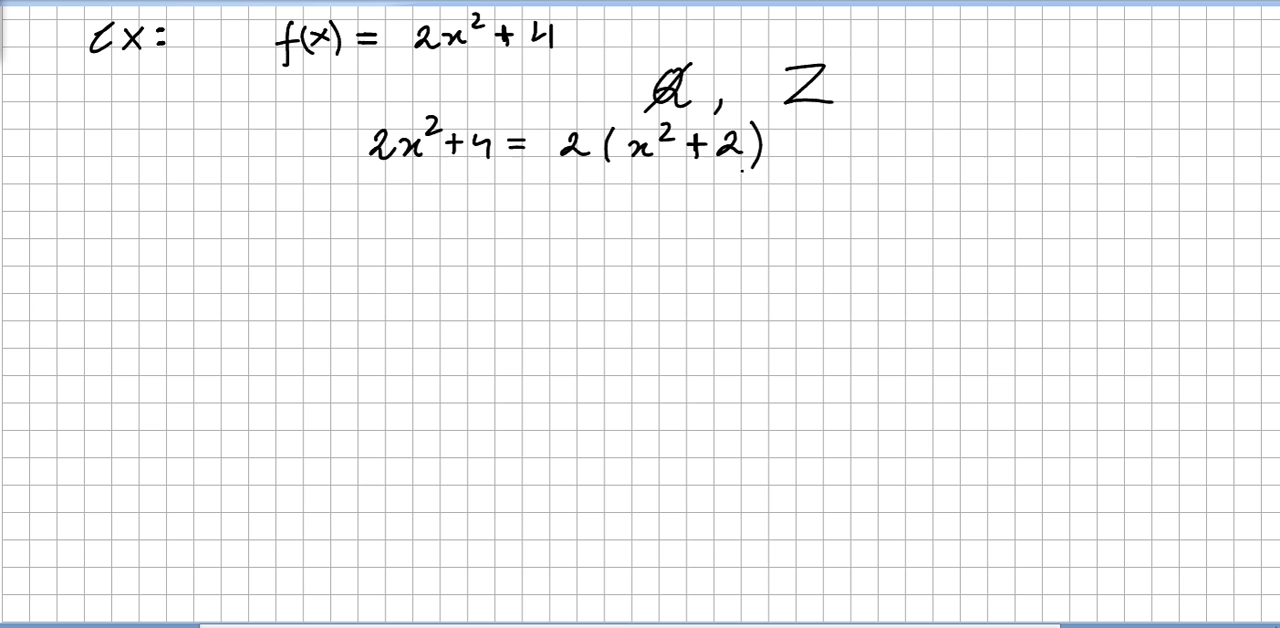 Ex: f(x) = 2x² + 4
Q, Z
2x² + 4 = 2(x² + 2)